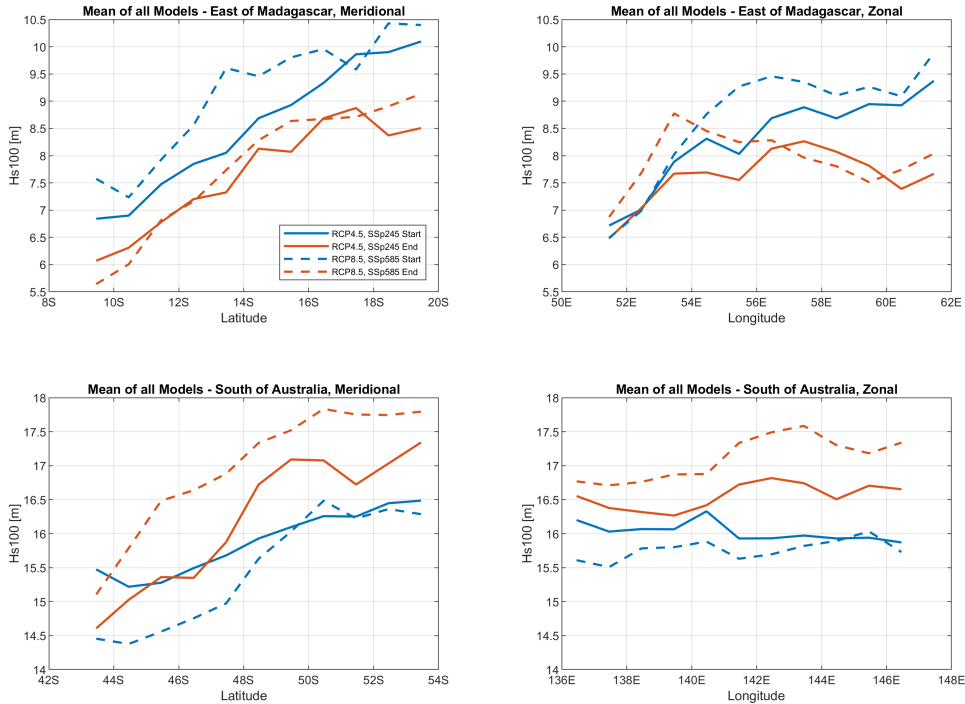 Mean of all Models - East of Madagascar, Meridional
10.5
10
9.5
9
8.5
8
7.5
7
6.5
6
5.5
Hs100 [m]
8S 10S 12S 14S 16S 18S 20S
Latitude
RCP4.5, SSp245 Start
RCP4.5, SSp245 End
RCP8.5, SSp585 Start
RCP8.5, SSp585 End
Mean of all Models - East of Madagascar, Zonal
10.5
10
9.5
9
8.5
8
7.5
7
6.5
6
5.5
Hs100 [m]
50E 52E 54E 56E 58E 60E 62E
Longitude
Mean of all Models - South of Australia, Meridional
18
17.5
17
16.5
16
15.5
15
14.5
14
Hs100 [m]
42S 44S 46S 48S 50S 52S 54S
Latitude
Mean of all Models - South of Australia, Zonal
18
17.5
17
16.5
16
15.5
15
14.5
14
Hs100 [m]
136E 138E 140E 142E 144E 146E 148E
Longitude